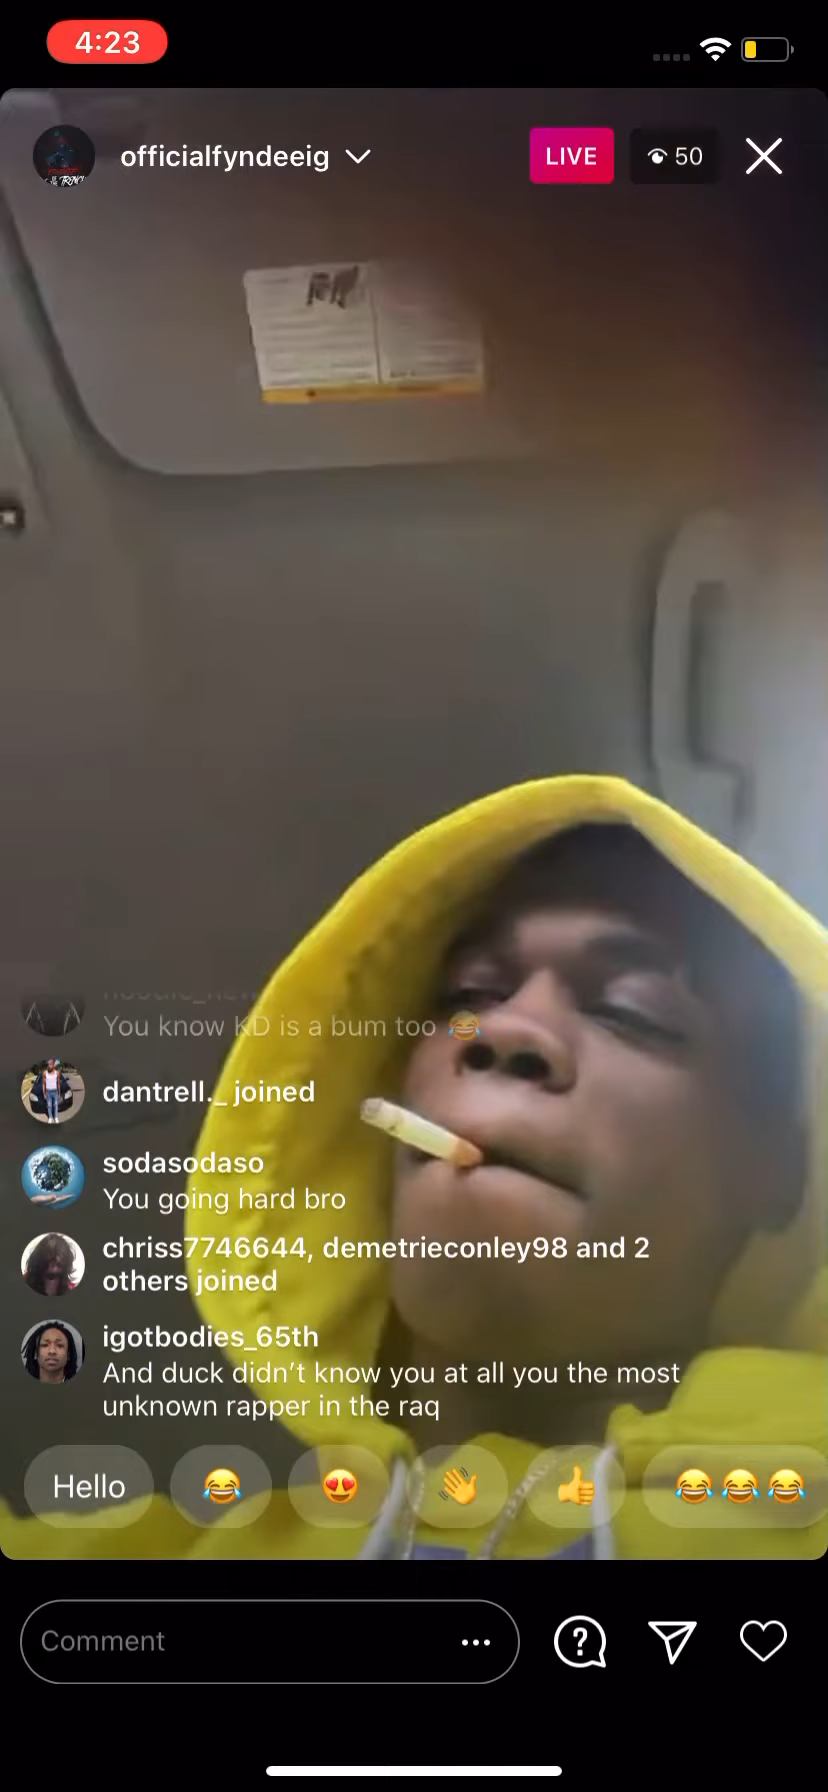 4:23
officialfyndeeig
LIVE
50
You know KD is a bum too 😂
dantrell._ joined
sodasodaso
You going hard bro
chriss7746644, demetrieconley98 and 2
others joined
igotbodies_65th
And duck didn't know you at all you the most
unknown rapper in the raq
Hello 😂 😍 👋 👍 😂😂😂
Comment